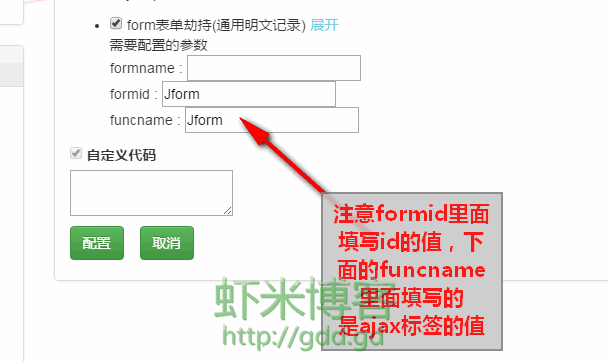 form表单劫持(通用明文记录) 展开
需要配置的参数
formname :
formid : Jform
funcname : Jform
自定义代码
配置 取消
注意formid里面
填写id的值，下
面的funcname
里面填写的
是ajax标签的值
虾米博客
http://gdd.gd